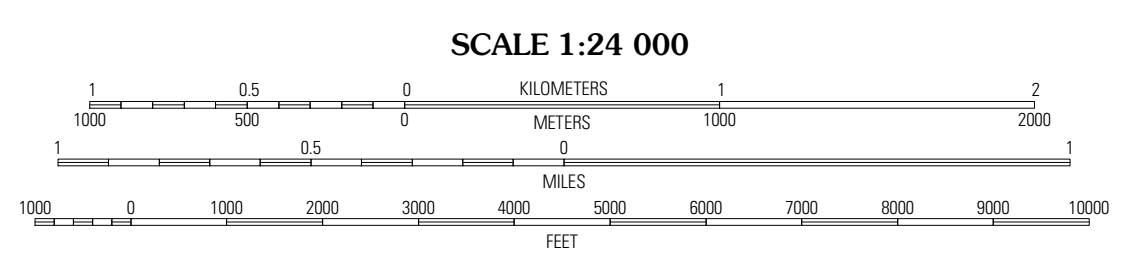 SCALE 1:24 000
1 0.5 0 KILOMETERS 1 2
1000 500 0 METERS 1000 2000
1 0.5 0 1
MILES
1000 0 1000 2000 3000 4000 5000 6000 7000 8000 9000 10000
FEET